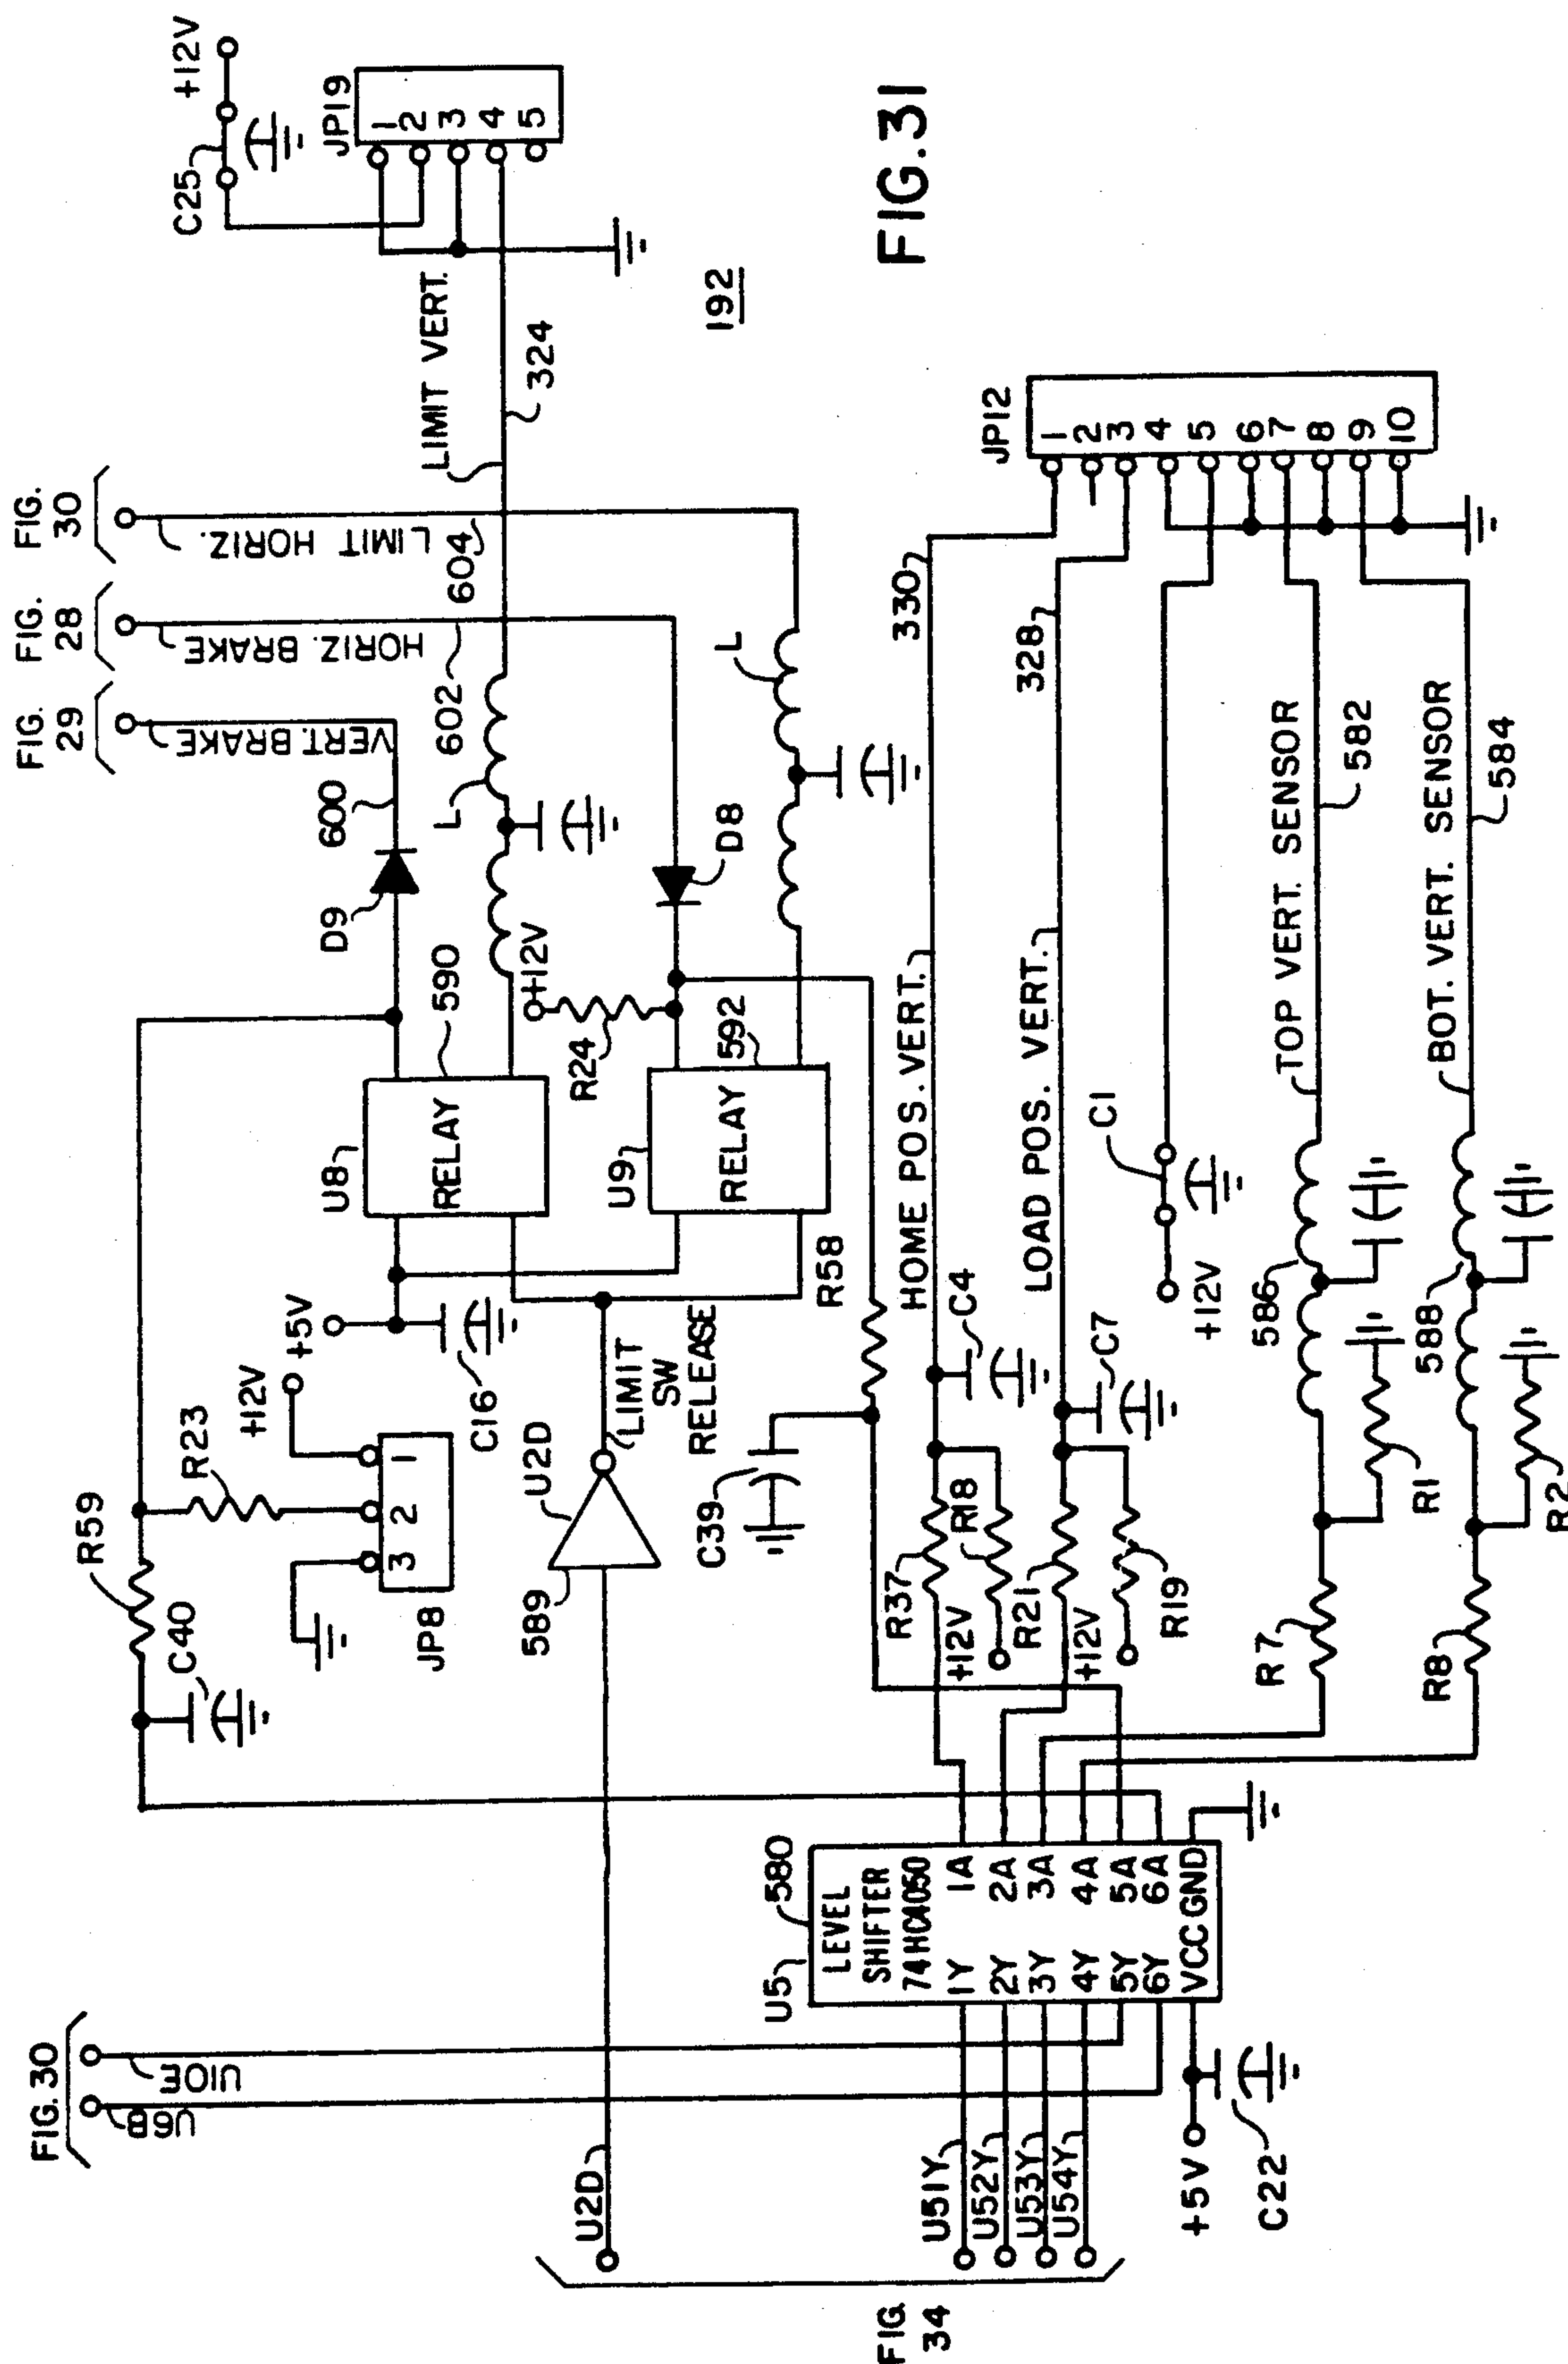 FIG. 30
U6B
U10E
FIG. 34
U2D
U51Y
U52Y
U53Y
U54Y
+5V
C22
U5
580
LEVEL
SHIFTER
74HC4050
1Y 1A
2Y 2A
3Y 3A
4Y 4A
5Y 5A
6Y 6A
VCC GND
C40
R59
R23
+12V
3 2 1
JP8
589
U2D
LIMIT
SW
RELEASE
+5V
C16
U8
RELAY
590
U9
RELAY
592
D9
600
FIG. 29
VERT. BRAKE
FIG. 28
HORIZ. BRAKE
602
FIG. 30
LIMIT HORIZ.
604
L
+12V
R24
D8
L
LIMIT VERT.
324
C25
+12V
JP19
1
2
3
4
5
192
FIG.31
R58
C39
R37
+12V
R18
C4
HOME POS. VERT.
330
R21
+12V
R19
C7
LOAD POS. VERT.
328
+12V
C1
JP12
1
2
3
4
5
6
7
8
9
10
R7
R1
586
TOP VERT. SENSOR
582
R8
R2
588
BOT. VERT. SENSOR
584